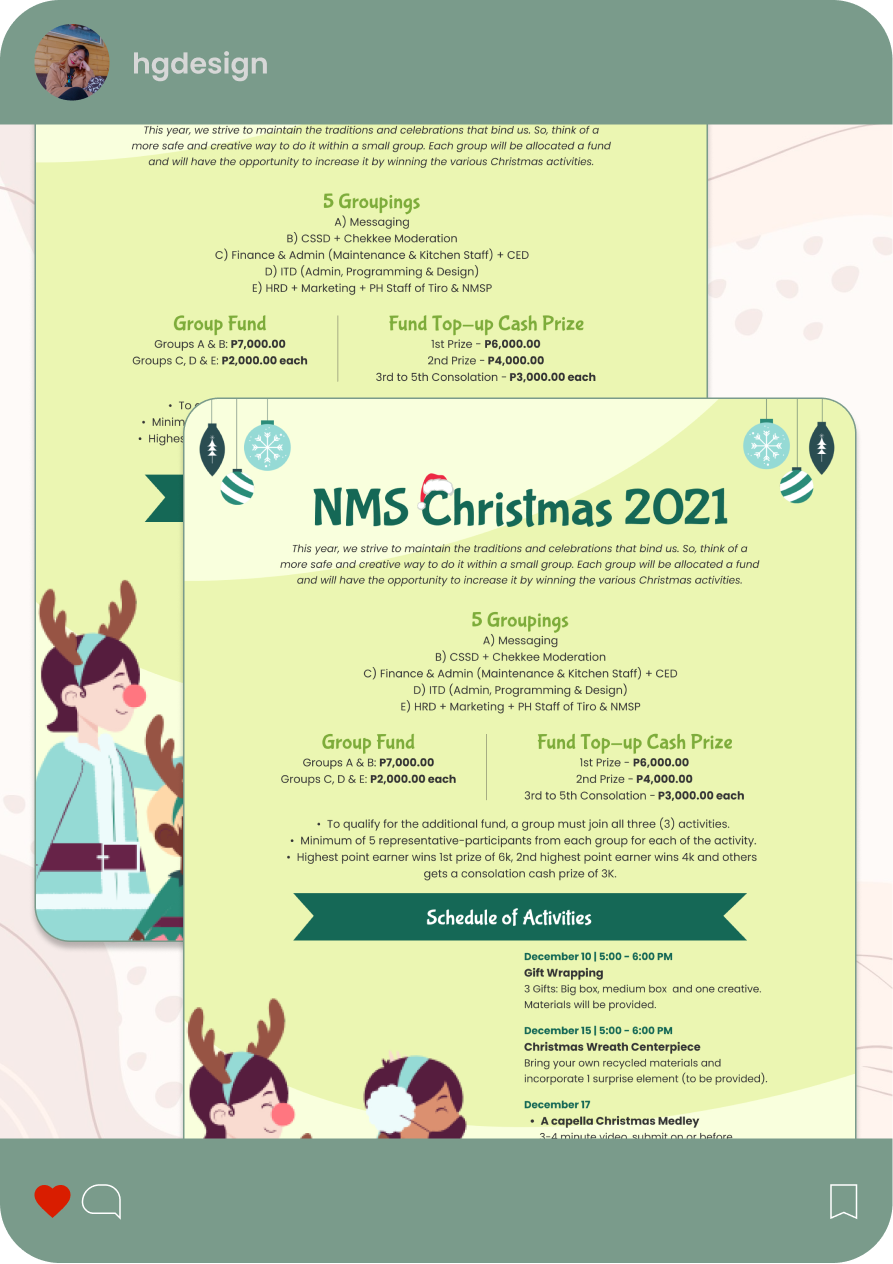 hgdesign
This year, we strive to maintain the traditions and celebrations that bind us. So, think of a
more safe and creative way to do it within a small group. Each group will be allocated a fund
and will have the opportunity to increase it by winning the various Christmas activities.
5 Groupings
A) Messaging
B) CSSD + Chekkee Moderation
C) Finance & Admin (Maintenance & Kitchen Staff) + CED
D) ITD (Admin, Programming & Design)
E) HRD + Marketing + PH Staff of Tiro & NMSP
Group Fund
Groups A & B: P7,000.00
Groups C, D & E: P2,000.00 each
Fund Top-up Cash Prize
1st Prize - P6,000.00
2nd Prize - P4,000.00
3rd to 5th Consolation - P3,000.00 each
• To
• Minim
• Highes
NMS Christmas 2021
This year, we strive to maintain the traditions and celebrations that bind us. So, think of a
more safe and creative way to do it within a small group. Each group will be allocated a fund
and will have the opportunity to increase it by winning the various Christmas activities.
5 Groupings
A) Messaging
B) CSSD + Chekkee Moderation
C) Finance & Admin (Maintenance & Kitchen Staff) + CED
D) ITD (Admin, Programming & Design)
E) HRD + Marketing + PH Staff of Tiro & NMSP
Group Fund
Groups A & B: P7,000.00
Groups C, D & E: P2,000.00 each
Fund Top-up Cash Prize
1st Prize - P6,000.00
2nd Prize - P4,000.00
3rd to 5th Consolation - P3,000.00 each
• To qualify for the additional fund, a group must join all three (3) activities.
• Minimum of 5 representative-participants from each group for each of the activity.
• Highest point earner wins 1st prize of 6k, 2nd highest point earner wins 4k and others
gets a consolation cash prize of 3K.
Schedule of Activities
December 10 | 5:00 - 6:00 PM
Gift Wrapping
3 Gifts: Big box, medium box and one creative.
Materials will be provided.
December 15 | 5:00 - 6:00 PM
Christmas Wreath Centerpiece
Bring your own recycled materials and
incorporate 1 surprise element (to be provided).
December 17
• A capella Christmas Medley
3-4 minute video, submit on or before